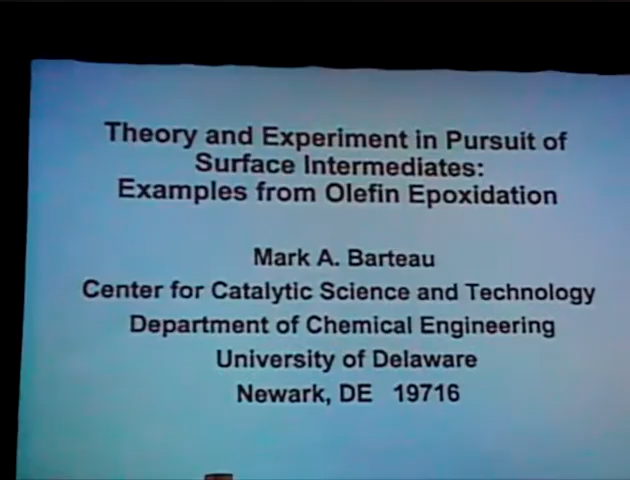 Theory and Experiment in Pursuit of
Surface Intermediates:
Examples from Olefin Epoxidation
Mark A. Barteau
Center for Catalytic Science and Technology
Department of Chemical Engineering
University of Delaware
Newark, DE 19716